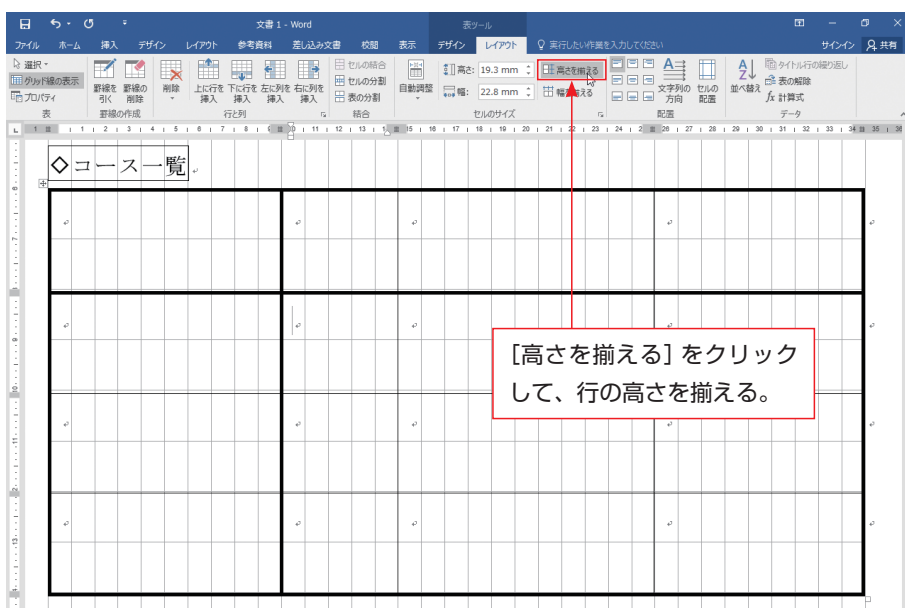 文書 1 - Word
表ツール
ファイル ホーム 挿入 デザイン レイアウト 参考資料 差し込み文書 校閲 表示 デザイン レイアウト 実行したい作業を入力してください サインイン 共有
選択
グリッド線の表示
プロパティ
表
罫線を引く
罫線の削除
罫線の作成
削除
上に行を挿入
下に行を挿入
左に列を挿入
右に列を挿入
行と列
セルの結合
セルの分割
表の分割
結合
自動調整
高さ: 19.3 mm
幅: 22.8 mm
高さを揃える
セルのサイズ
文字列の方向
セルの配置
配置
並べ替え
タイトル行の繰り返し
表の解除
fx 計算式
データ
◇コース一覧
[高さを揃える] をクリック
して、行の高さを揃える。